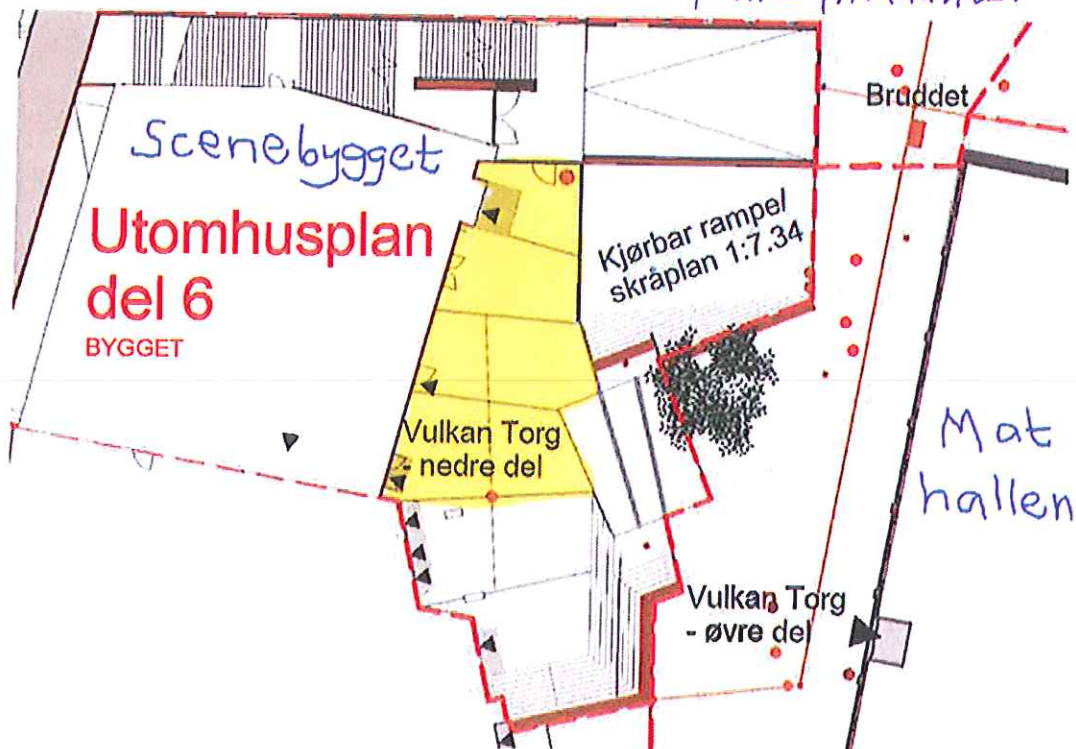 Bruddet
Scenebygget
Utomhusplan
del 6
BYGGET
Kjørbar rampe/
skråplan 1:7.34
Vulkan Torg
- nedre del
Mat
hallen
Vulkan Torg
- øvre del